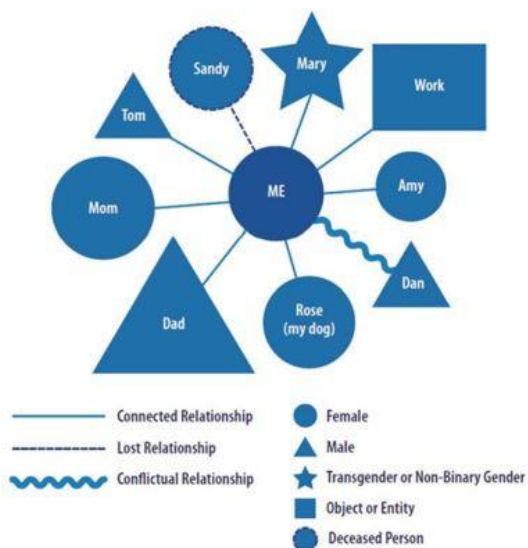 Sandy
Mary
Work
Tom
ME
Amy
Mom
Dan
Rose
(my dog)
Dad
Connected Relationship
Lost Relationship
Conflictual Relationship
Female
Male
Transgender or Non-Binary Gender
Object or Entity
Deceased Person